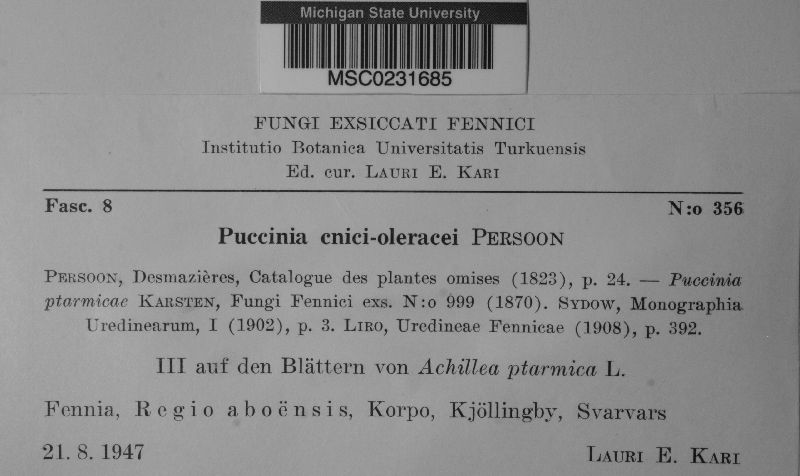 Michigan State University
MSC0231685
FUNGI EXSICCATI FENNICI
Institutio Botanica Universitatis Turkuensis
Ed. cur. LAURI E. KARI
Fasc. 8 N:o 356
Puccinia cnici-oleracei PERSOON
PERSOON, Desmazières, Catalogue des plantes omises (1823), p. 24. — Puccinia
ptarmicae KARSTEN, Fungi Fennici exs. N:o 999 (1870). SYDOW, Monographia
Uredinearum, I (1902), p. 3. LIRO, Uredineae Fennicae (1908), p. 392.
III auf den Blättern von Achillea ptarmica L.
Fennia, Regio aboënsis, Korpo, Kjöllingby, Svarvars
21. 8. 1947 LAURI E. KARI